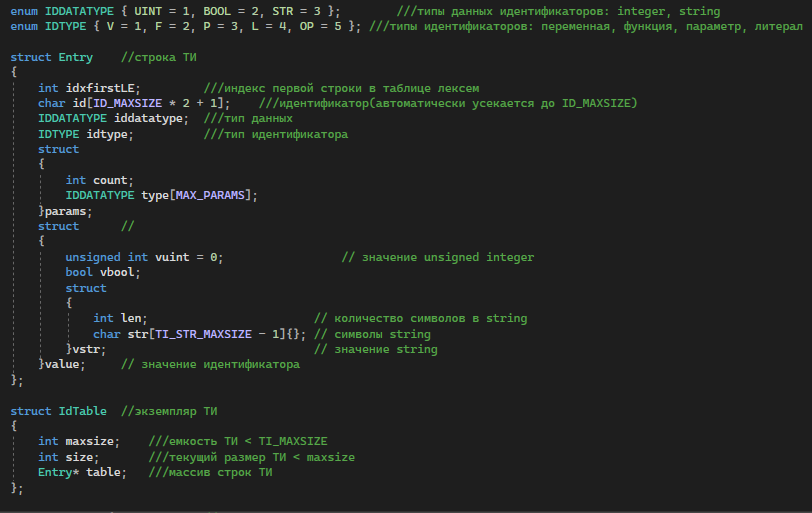 enum IDDATATYPE { UINT = 1, BOOL = 2, STR = 3 };        ///типы данных идентификаторов: integer, string
enum IDTYPE { V = 1, F = 2, P = 3, L = 4, OP = 5 }; ///типы идентификаторов: переменная, функция, параметр, литерал
struct Entry    //строка ТИ
{
    int idxfirstLE;         ///индекс первой строки в таблице лексем
    char id[ID_MAXSIZE * 2 + 1];    ///идентификатор(автоматически усекается до ID_MAXSIZE)
    IDDATATYPE iddatatype;  ///тип данных
    IDTYPE idtype;          ///тип идентификатора
    struct
    {
        int count;
        IDDATATYPE type[MAX_PARAMS];
    }params;
    struct      //
    {
        unsigned int vuint = 0;                 // значение unsigned integer
        bool vbool;
        struct
        {
            int len;                        // количество символов в string
            char str[TI_STR_MAXSIZE - 1]{}; // символы string
        }vstr;                              // значение string
    }value;     // значение идентификатора
};
struct IdTable  //экземпляр ТИ
{
    int maxsize;    ///емкость ТИ < TI_MAXSIZE
    int size;       ///текущий размер ТИ < maxsize
    Entry* table;   ///массив строк ТИ
};